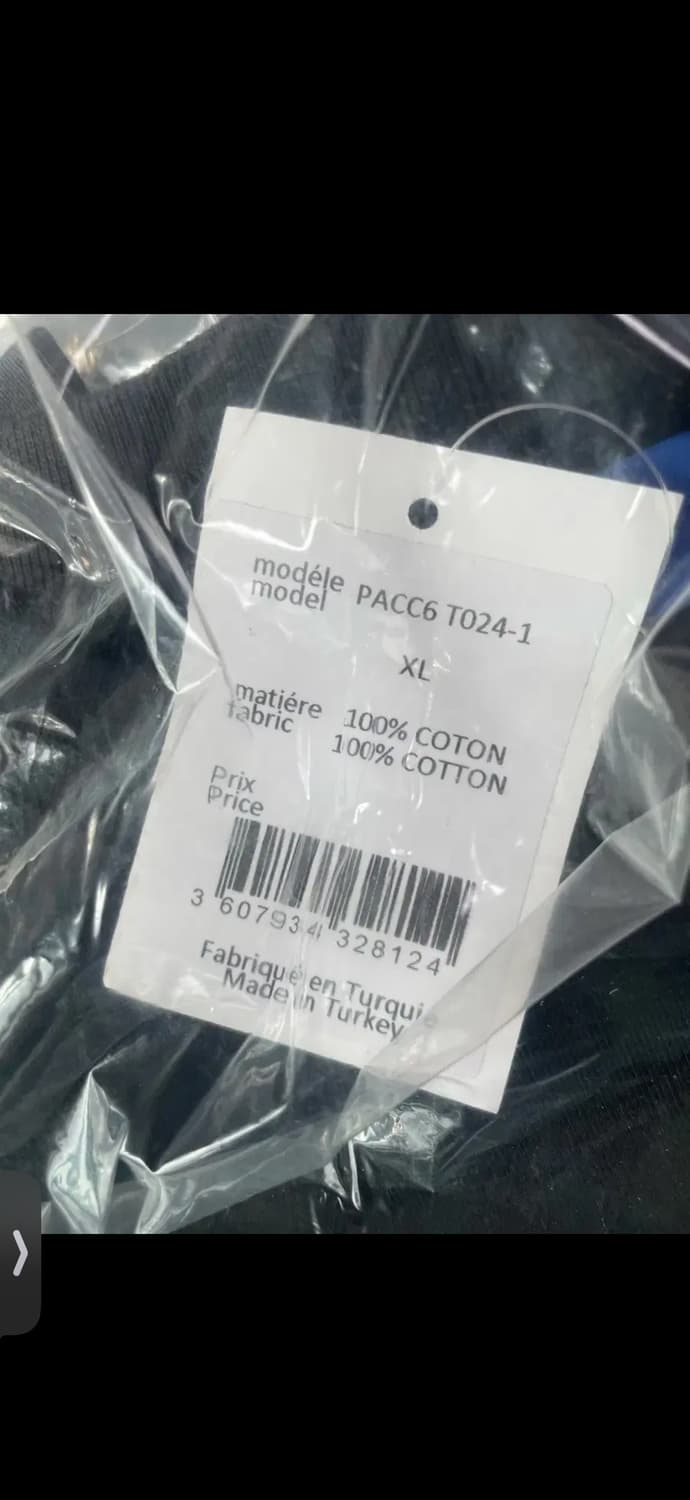 modéle
model PACC6 T024-1
XL
matiére 100% COTON
fabric 100% COTTON
Prix
Price
3 607934 328124
Fabriqué en Turquie
Made in Turkey